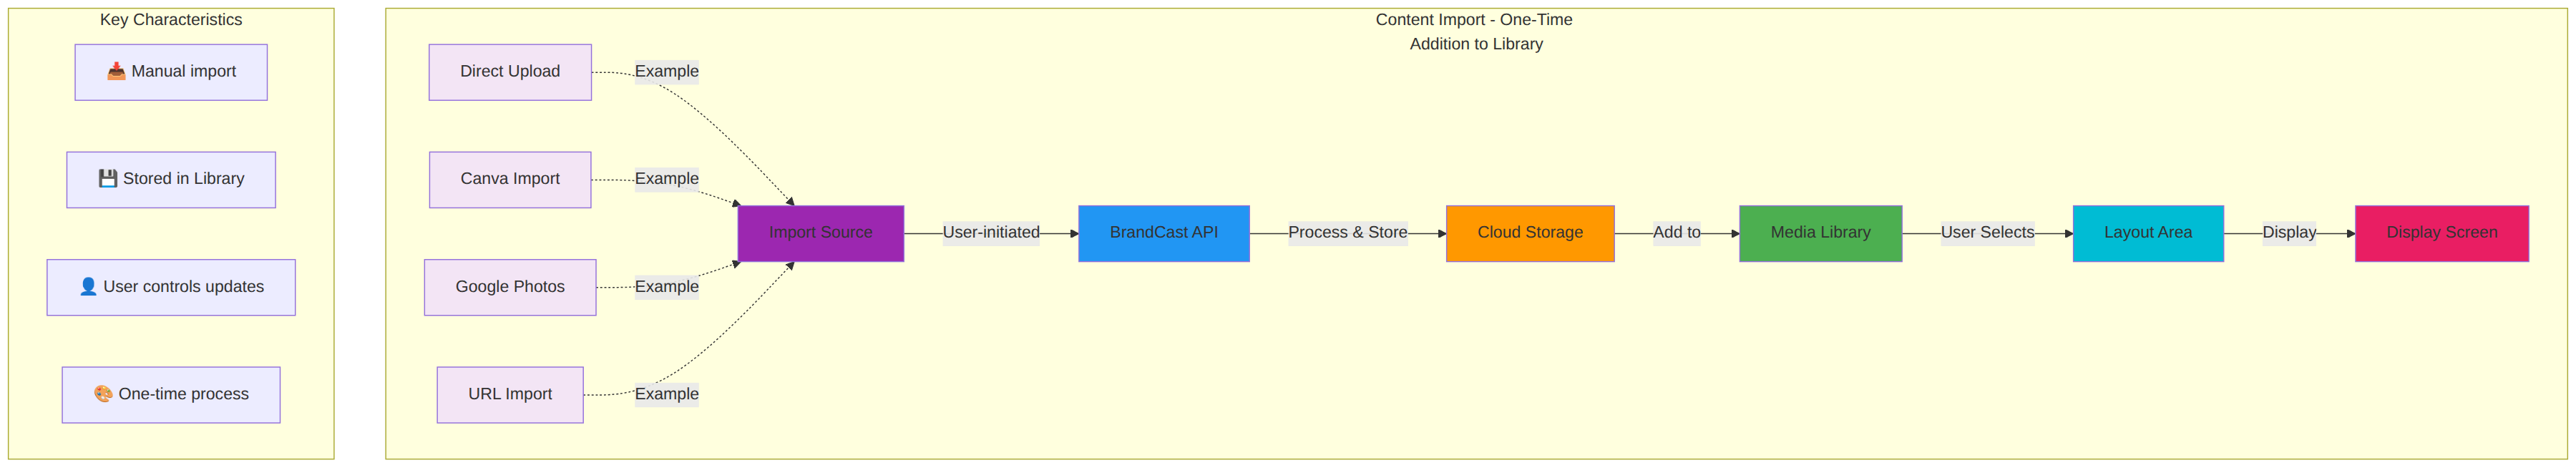 Key Characteristics
📥 Manual import
💾 Stored in Library
👤 User controls updates
🎨 One-time process
Content Import - One-Time
Addition to Library
Direct Upload
Canva Import
Google Photos
URL Import
Example
Example
Example
Example
Import Source
User-initiated
BrandCast API
Process & Store
Cloud Storage
Add to
Media Library
User Selects
Layout Area
Display
Display Screen